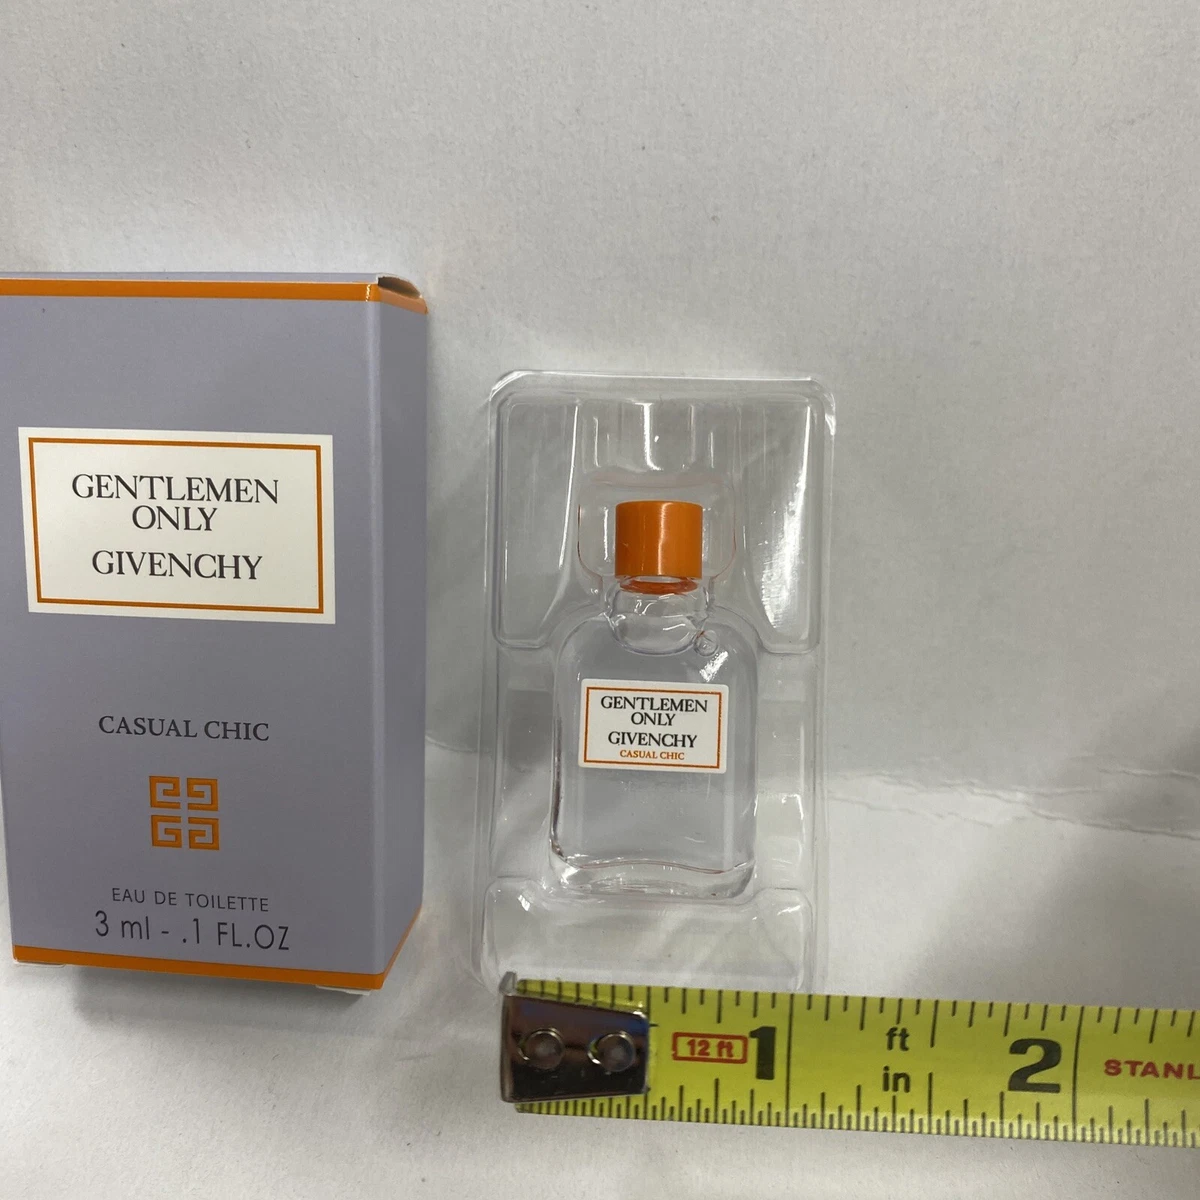 GENTLEMEN
ONLY
GIVENCHY
CASUAL CHIC
EAU DE TOILETTE
3 ml - .1 FL.OZ
GENTLEMEN
ONLY
GIVENCHY
CASUAL CHIC
12 ft 1 ft in 2 STANL